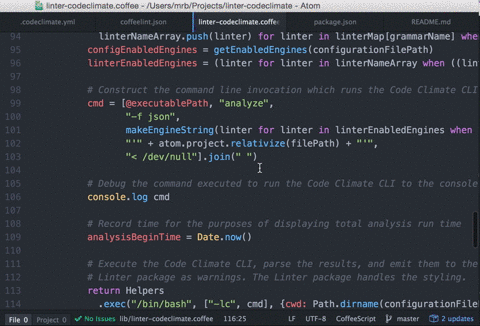 linter-codeclimate.coffee - /Users/mrb/Projects/linter-codeclimate - Atom
.codeclimate.yml coffeelint.json linter-codeclimate.coffee package.json README.md
94 linterNameArray.push(linter) for linter in linterMap[grammarName] when
95 configEnabledEngines = getEnabledEngines(configurationFilePath)
96 linterEnabledEngines = (linter for linter in linterNameArray when ((lint
97
98 # Construct the command line invocation which runs the Code Climate CLI
99 cmd = [@executablePath, "analyze",
100 "-f json",
101 makeEngineString(linter for linter in linterEnabledEngines when
102 "'" + atom.project.relativize(filePath) + "'",
103 "< /dev/null"].join(" ")
104
105 # Debug the command executed to run the Code Climate CLI to the console
106 console.log cmd
107
108 # Record time for the purposes of displaying total analysis run time
109 analysisBeginTime = Date.now()
110
111 # Execute the Code Climate CLI, parse the results, and emit them to the
112 # Linter package as warnings. The Linter package handles the styling.
113 return Helpers
114 .exec("/bin/bash", ["-lc", cmd], {cwd: Path.dirname(configurationFile
File 0 Project 0 No Issues lib/linter-codeclimate.coffee 116:25 LF UTF-8 CoffeeScript master 2 updates